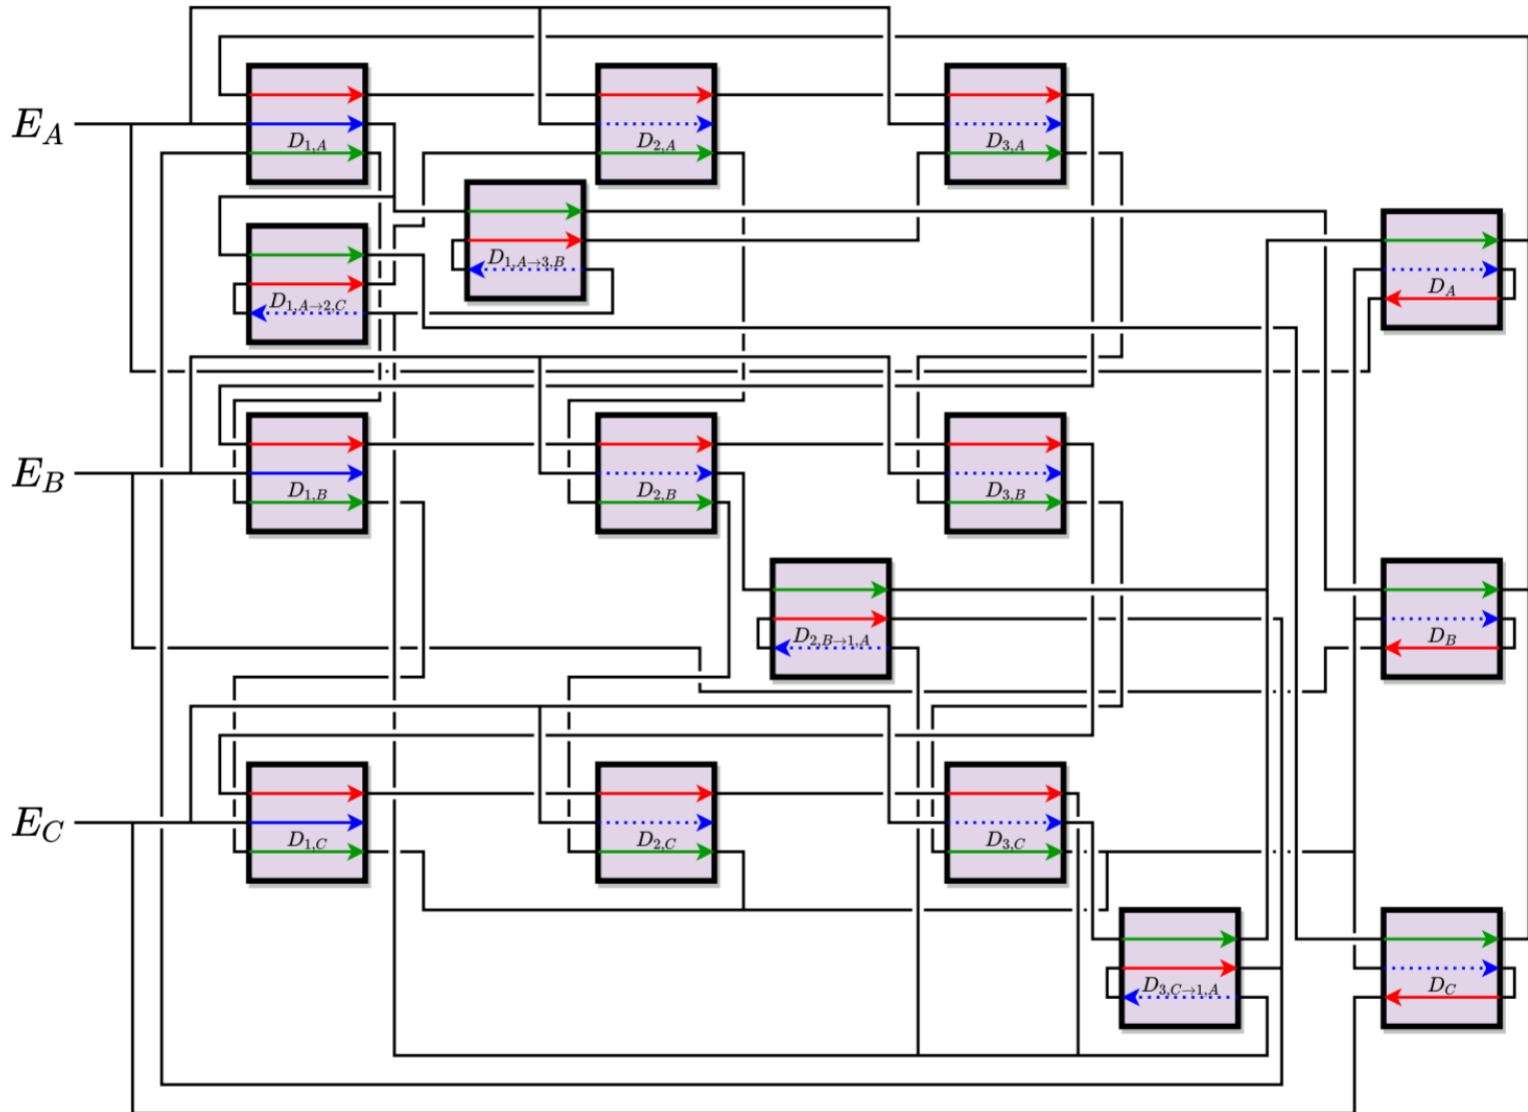 E_A
D_{1,A}
D_{2,A}
D_{3,A}
D_{1,A→3,B}
D_{1,A→2,C}
D_A
E_B
D_{1,B}
D_{2,B}
D_{3,B}
D_{2,B→1,A}
D_B
E_C
D_{1,C}
D_{2,C}
D_{3,C}
D_{3,C→1,A}
D_C